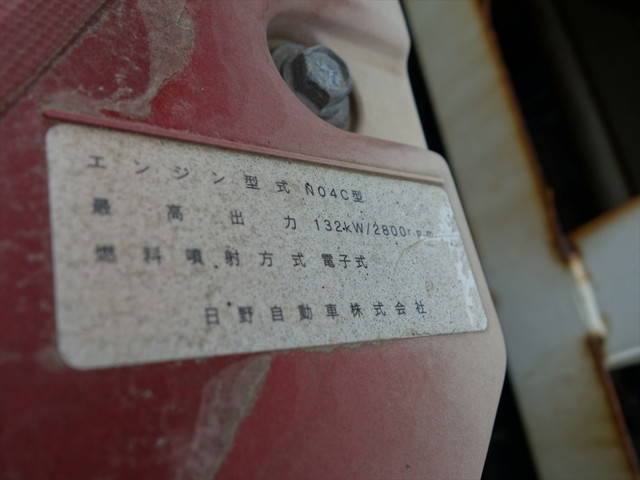 エンジン型式 N04C型
最高出力 132kW/2800r.p.m.
燃料噴射方式 電子式
日野自動車株式会社